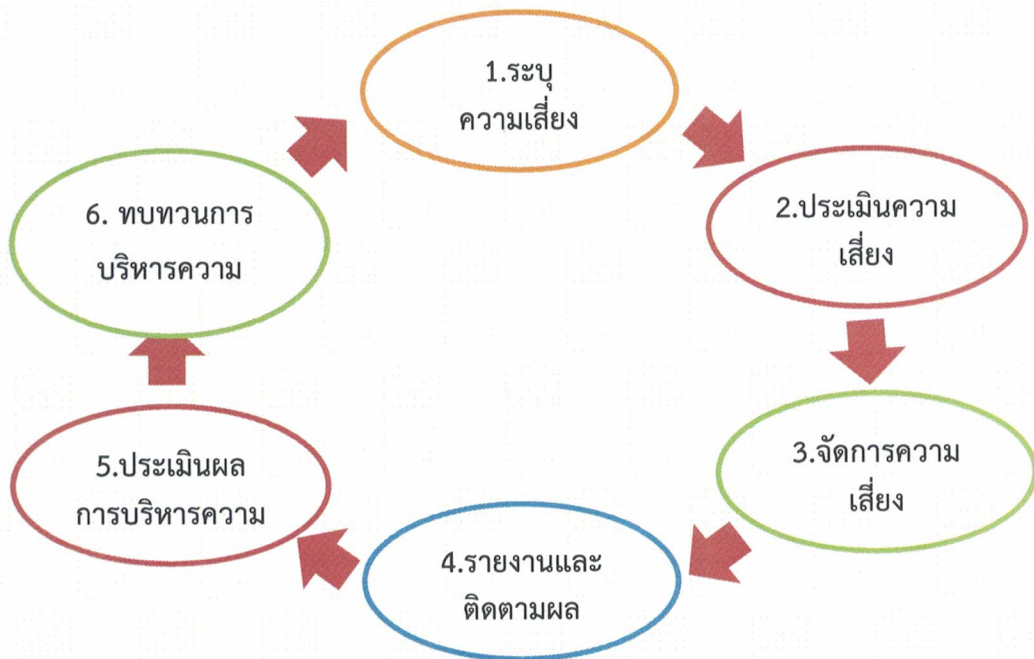 1.ระบุ
ความเสี่ยง
2.ประเมินความ
เสี่ยง
3.จัดการความ
เสี่ยง
4.รายงานและ
ติดตามผล
5.ประเมินผล
การบริหารความ
6. ทบทวนการ
บริหารความ